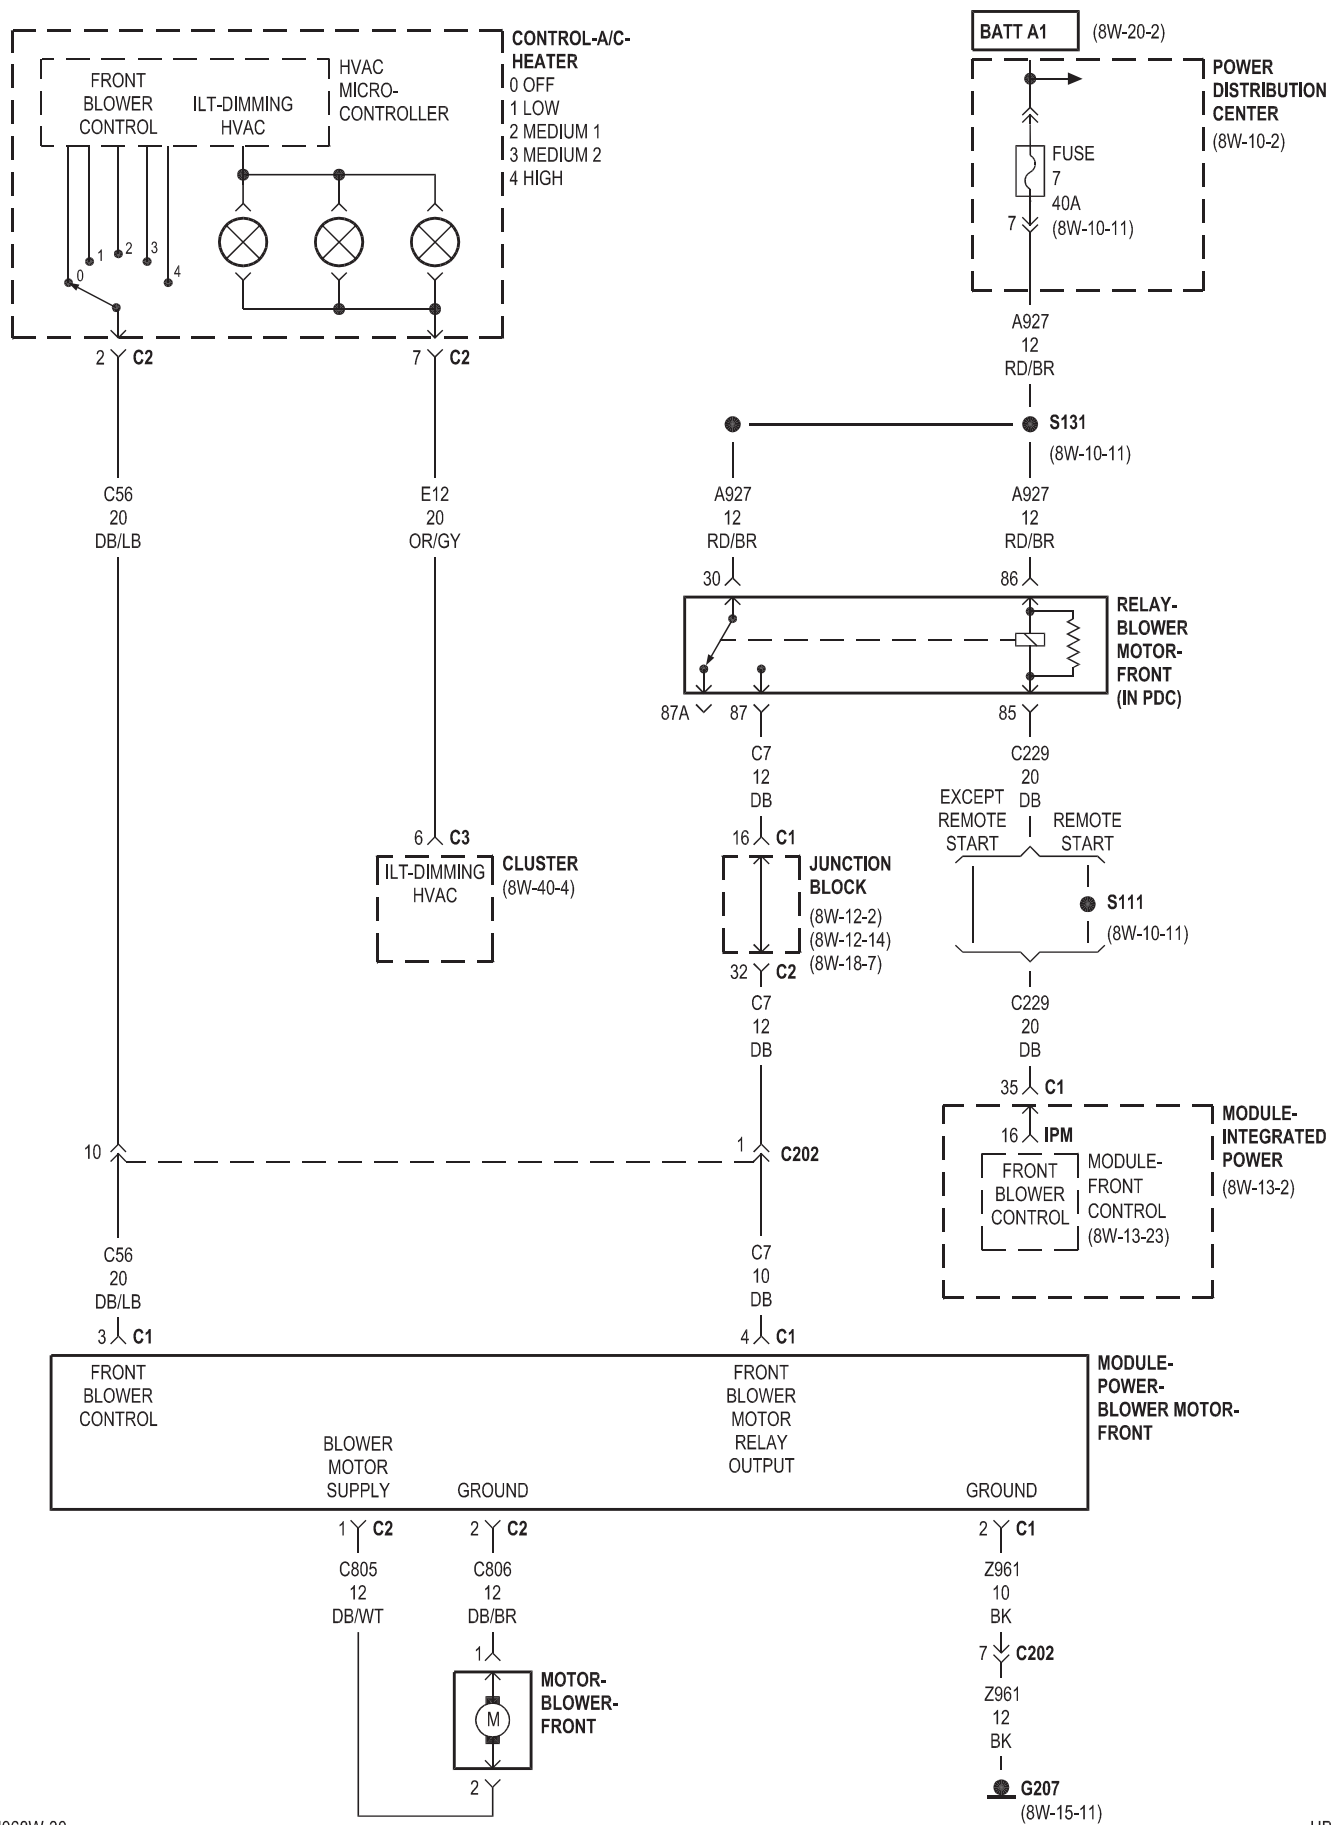 CONTROL-A/C-
HEATER
0 OFF
1 LOW
2 MEDIUM 1
3 MEDIUM 2
4 HIGH
HVAC
MICRO-
CONTROLLER
FRONT
BLOWER
CONTROL
ILT-DIMMING
HVAC
0
1
2
3
4
2 C2
7 C2
BATT A1 (8W-20-2)
POWER
DISTRIBUTION
CENTER
(8W-10-2)
FUSE
7
40A
(8W-10-11)
7
A927
12
RD/BR
S131
(8W-10-11)
C56
20
DB/LB
E12
20
OR/GY
A927
12
RD/BR
A927
12
RD/BR
30
86
RELAY-
BLOWER
MOTOR-
FRONT
(IN PDC)
87A
87
85
C7
12
DB
C229
20
DB
EXCEPT
REMOTE
START
REMOTE
START
6 C3
ILT-DIMMING
HVAC
CLUSTER
(8W-40-4)
16 C1
JUNCTION
BLOCK
(8W-12-2)
(8W-12-14)
(8W-18-7)
S111
(8W-10-11)
32 C2
C7
12
DB
C229
20
DB
35 C1
16 IPM
FRONT
BLOWER
CONTROL
MODULE-
FRONT
CONTROL
(8W-13-23)
MODULE-
INTEGRATED
POWER
(8W-13-2)
10
1
C202
C56
20
DB/LB
C7
10
DB
3 C1
4 C1
FRONT
BLOWER
CONTROL
FRONT
BLOWER
MOTOR
RELAY
OUTPUT
MODULE-
POWER-
BLOWER MOTOR-
FRONT
BLOWER
MOTOR
SUPPLY
GROUND
GROUND
1 C2
2 C2
2 C1
C805
12
DB/WT
C806
12
DB/BR
Z961
10
BK
1
7 C202
MOTOR-
BLOWER-
FRONT
M
Z961
12
BK
2
G207
(8W-15-11)